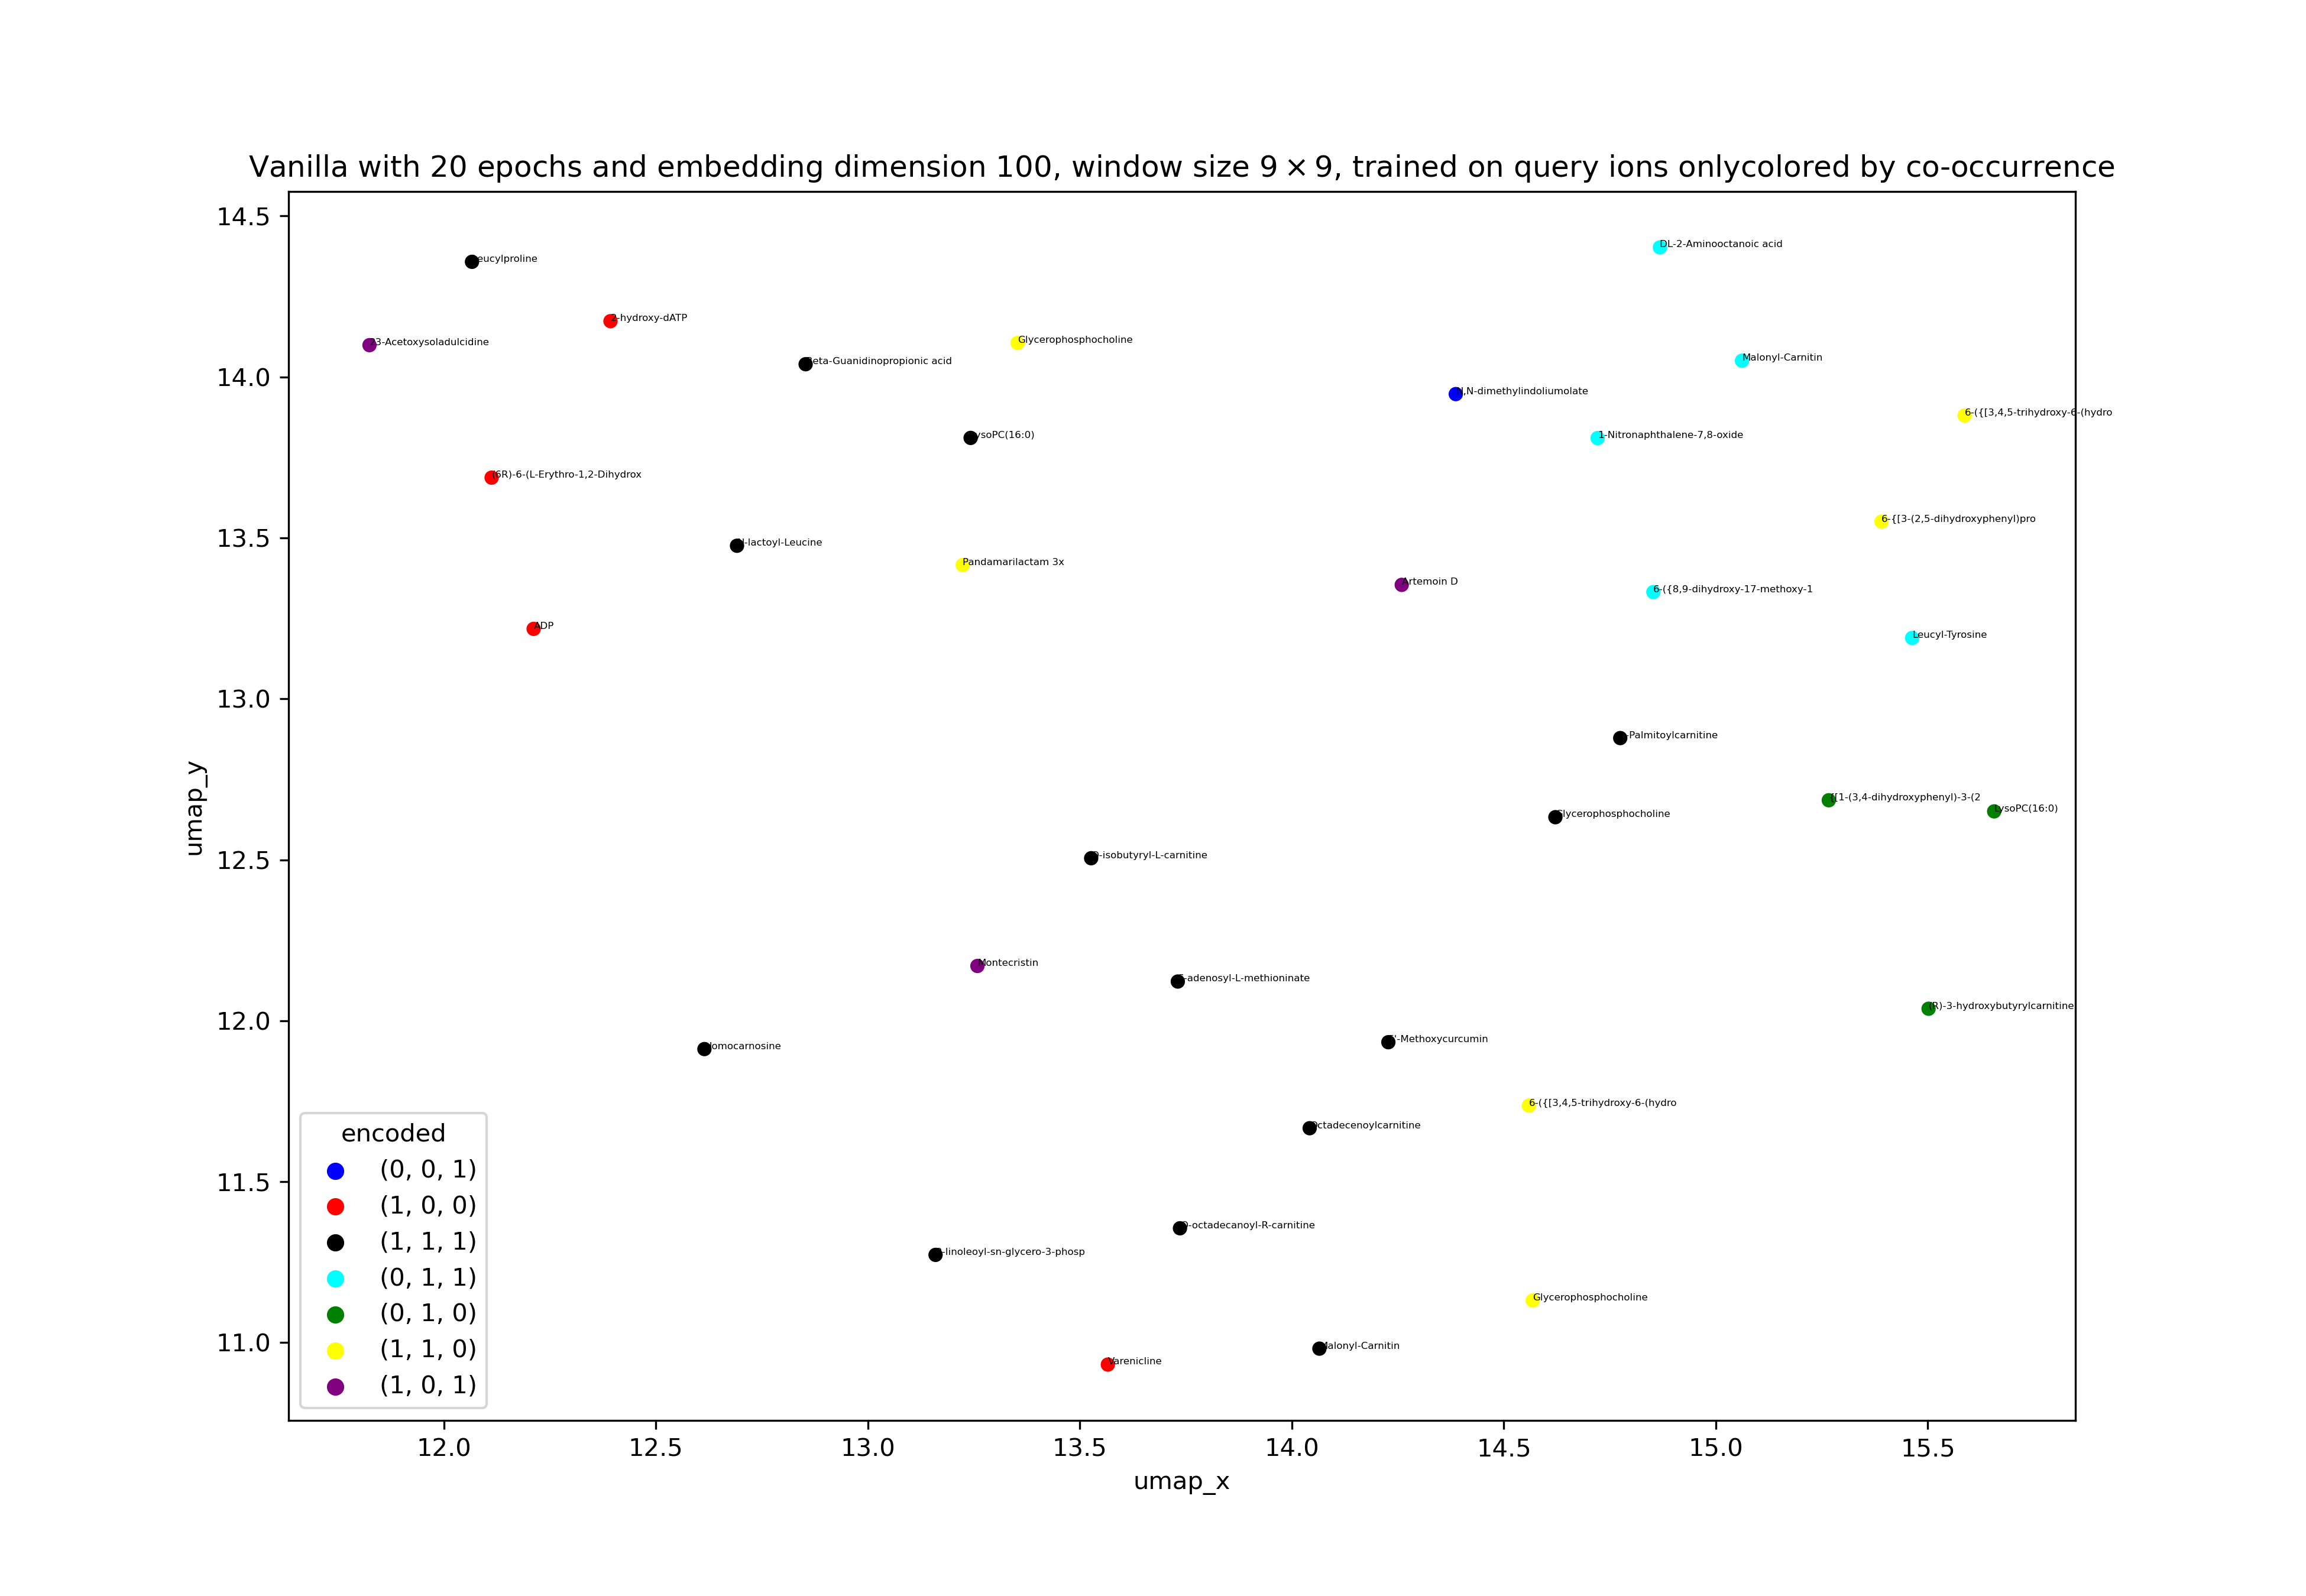 Vanilla with 20 epochs and embedding dimension 100, window size 9 × 9, trained on query ions onlycolored by co-occurrence
14.5
14.0
13.5
13.0
12.5
12.0
11.5
11.0
umap_y
DL-2-Aminooctanoic acid
eucylproline
2-hydroxy-dATP
23-Acetoxysoladulcidine
Glycerophosphocholine
Beta-Guanidinopropionic acid
Malonyl-Carnitin
N,N-dimethylindoliumolate
6-({[3,4,5-trihydroxy-6-(hydro
LysoPC(16:0)
1-Nitronaphthalene-7,8-oxide
(6R)-6-(L-Erythro-1,2-Dihydrox
6-{[3-(2,5-dihydroxyphenyl)pro
N-lactoyl-Leucine
Pandamarilactam 3x
Artemoin D
6-({8,9-dihydroxy-17-methoxy-1
ADP
Leucyl-Tyrosine
-Palmitoylcarnitine
Glycerophosphocholine
([1-(3,4-dihydroxyphenyl)-3-(2
LysoPC(16:0)
O-isobutyryl-L-carnitine
Montecristin
S-adenosyl-L-methioninate
(R)-3-hydroxybutyrylcarnitine
Homocarnosine
'-Methoxycurcumin
6-({[3,4,5-trihydroxy-6-(hydro
Octadecenoylcarnitine
O-octadecanoyl-R-carnitine
-linoleoyl-sn-glycero-3-phosp
Glycerophosphocholine
Malonyl-Carnitin
Varenicline
encoded
(0, 0, 1)
(1, 0, 0)
(1, 1, 1)
(0, 1, 1)
(0, 1, 0)
(1, 1, 0)
(1, 0, 1)
12.0 12.5 13.0 13.5 14.0 14.5 15.0 15.5
umap_x